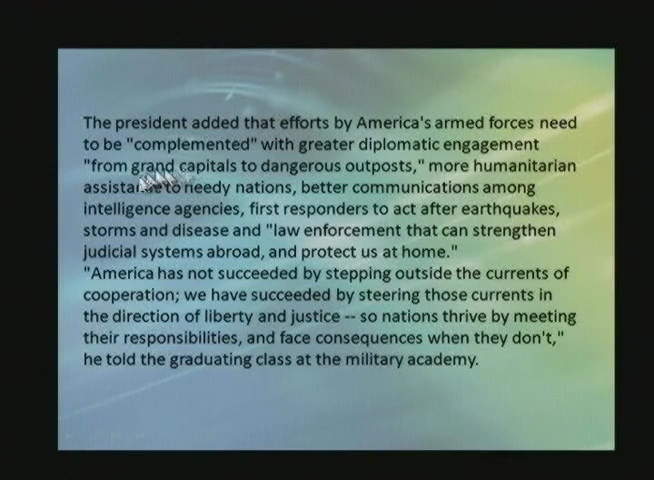 The president added that efforts by America's armed forces need
to be "complemented" with greater diplomatic engagement
"from grand capitals to dangerous outposts," more humanitarian
assistance to needy nations, better communications among
intelligence agencies, first responders to act after earthquakes,
storms and disease and "law enforcement that can strengthen
judicial systems abroad, and protect us at home."
"America has not succeeded by stepping outside the currents of
cooperation; we have succeeded by steering those currents in
the direction of liberty and justice -- so nations thrive by meeting
their responsibilities, and face consequences when they don't,"
he told the graduating class at the military academy.